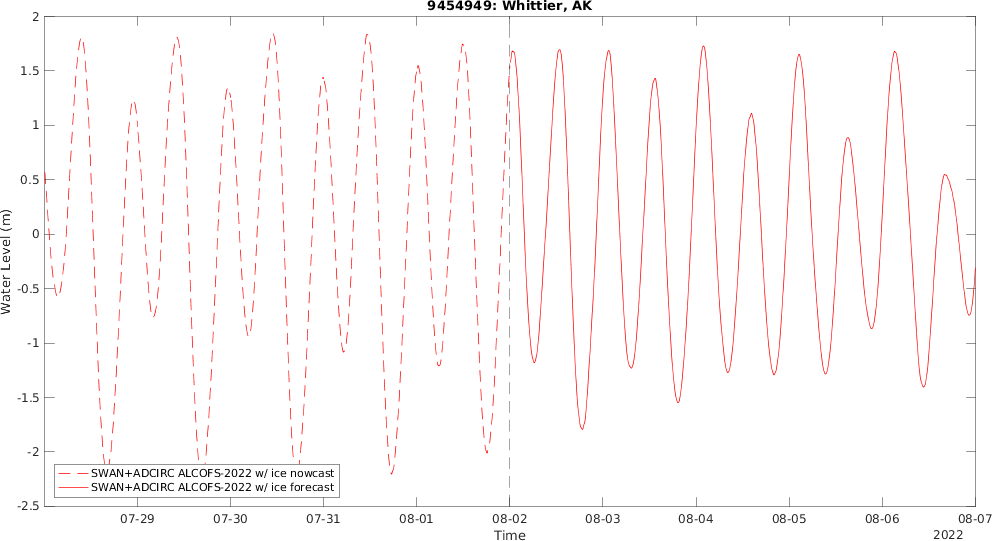 9454949: Whittier, AK
2
1.5
1
0.5
0
-0.5
-1
-1.5
-2
-2.5
Water Level (m)
SWAN+ADCIRC ALCOFS-2022 w/ ice nowcast
SWAN+ADCIRC ALCOFS-2022 w/ ice forecast
07-29 07-30 07-31 08-01 08-02 08-03 08-04 08-05 08-06 08-07
Time
2022